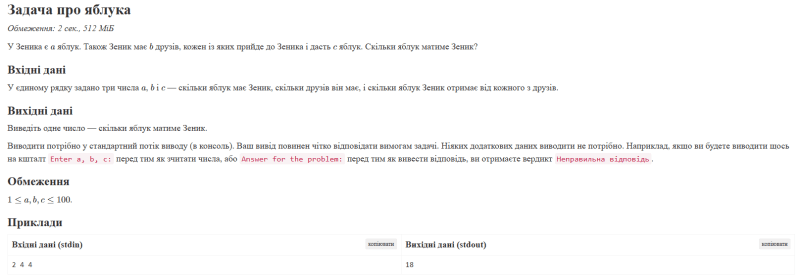 Задача про яблука
Обмеження: 2 сек., 512 МіБ
У Зеника є a яблук. Також Зеник має b друзів, кожен із яких прийде до Зеника і дасть c яблук. Скільки яблук матиме Зеник?
Вхідні дані
У єдиному рядку задано три числа a, b і c — скільки яблук має Зеник, скільки друзів він має, і скільки яблук Зеник отримає від кожного з друзів.
Вихідні дані
Виведіть одне число — скільки яблук матиме Зеник.
Виводити потрібно у стандартний потік виводу (в консоль). Ваш вивід повинен чітко відповідати вимогам задачі. Ніяких додаткових даних виводити не потрібно. Наприклад, якщо ви будете виводити щось
на кшталт Enter a, b, c: перед тим як зчитати числа, або Answer for the problem: перед тим як вивести відповідь, ви отримаєте вердикт Неправильна відповідь.
Обмеження
1 ≤ a, b, c ≤ 100.
Приклади
Вхідні дані (stdin) копіювати Вихідні дані (stdout) копіювати
2 4 4 18